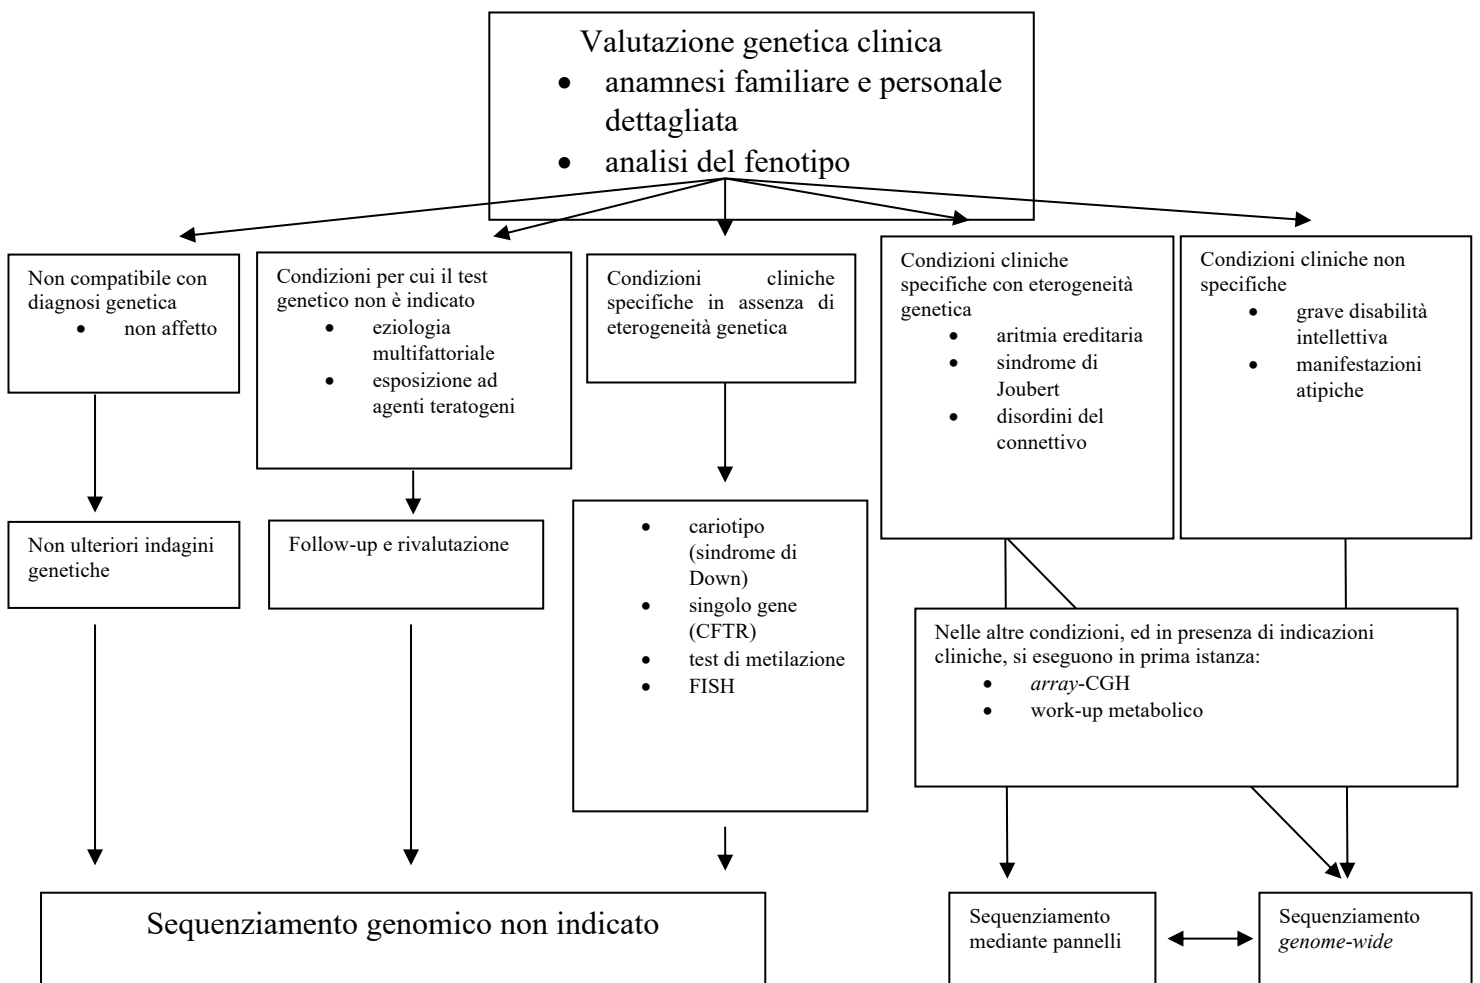 Valutazione genetica clinica
• anamnesi familiare e personale
dettagliata
• analisi del fenotipo
Non compatibile con
diagnosi genetica
• non affetto
Condizioni per cui il test
genetico non è indicato
• eziologia
multifattoriale
• esposizione ad
agenti teratogeni
Condizioni cliniche
specifiche in assenza di
eterogeneità genetica
Condizioni cliniche
specifiche con eterogeneità
genetica
• aritmia ereditaria
• sindrome di
Joubert
• disordini del
connettivo
Condizioni cliniche non
specifiche
• grave disabilità
intellettiva
• manifestazioni
atipiche
Non ulteriori indagini
genetiche
Follow-up e rivalutazione
• cariotipo
(sindrome di
Down)
• singolo gene
(CFTR)
• test di metilazione
• FISH
Nelle altre condizioni, ed in presenza di indicazioni
cliniche, si eseguono in prima istanza:
• array-CGH
• work-up metabolico
Sequenziamento genomico non indicato
Sequenziamento
mediante pannelli
Sequenziamento
genome-wide